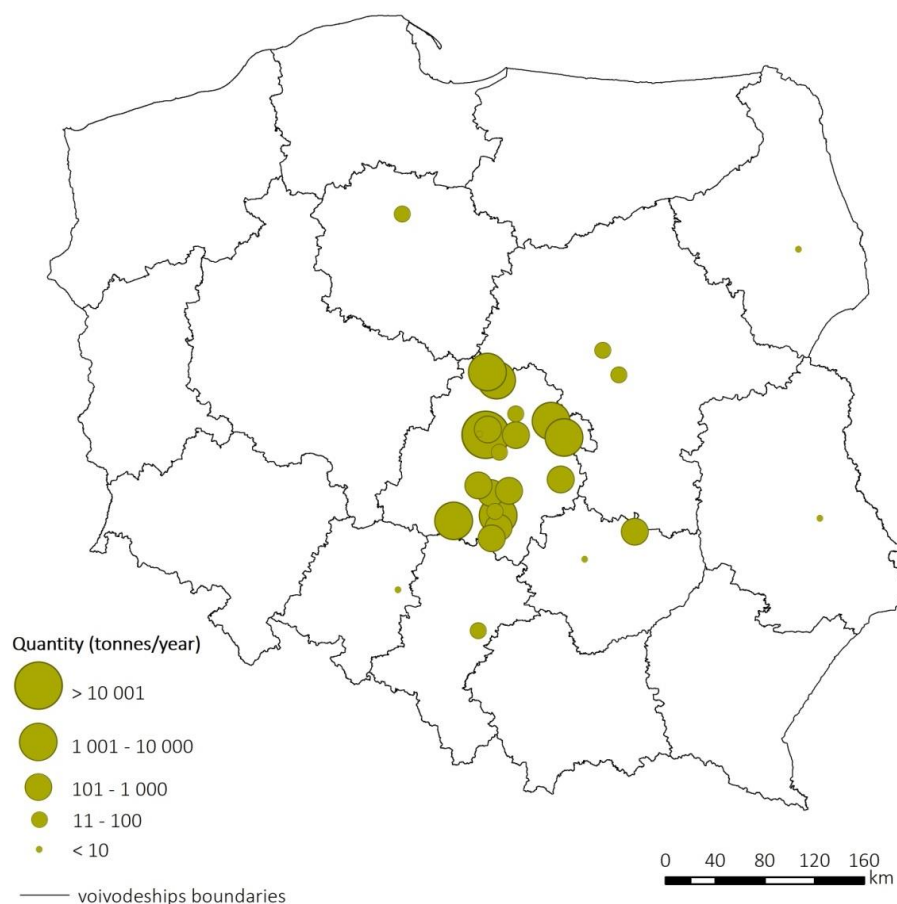 Quantity (tonnes/year)
> 10 001
1 001 - 10 000
101 - 1 000
11 - 100
< 10
voivodeships boundaries
0 40 80 120 160
km